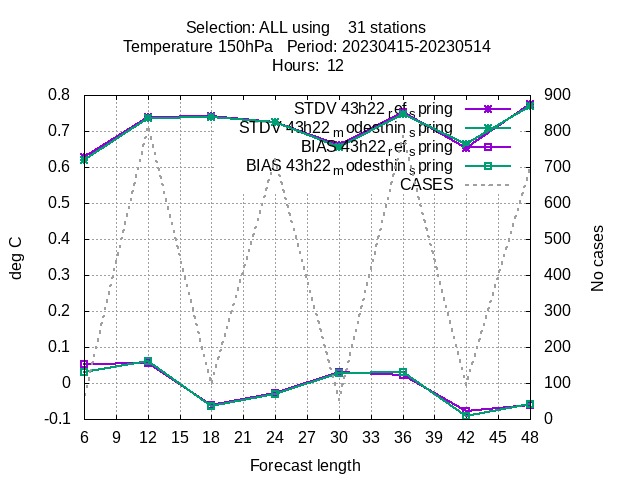 Selection: ALL using 31 stations
Temperature 150hPa Period: 20230415-20230514
Hours: 12
0.8
0.7
0.6
0.5
0.4
0.3
0.2
0.1
0
-0.1
900
800
700
600
500
400
300
200
100
0
6 9 12 15 18 21 24 27 30 33 36 39 42 45 48
deg C
No cases
Forecast length
STDV 43h22_ref_spring
STDV 43h22_modesthin_spring
BIAS 43h22_ref_spring
BIAS 43h22_modesthin_spring
CASES